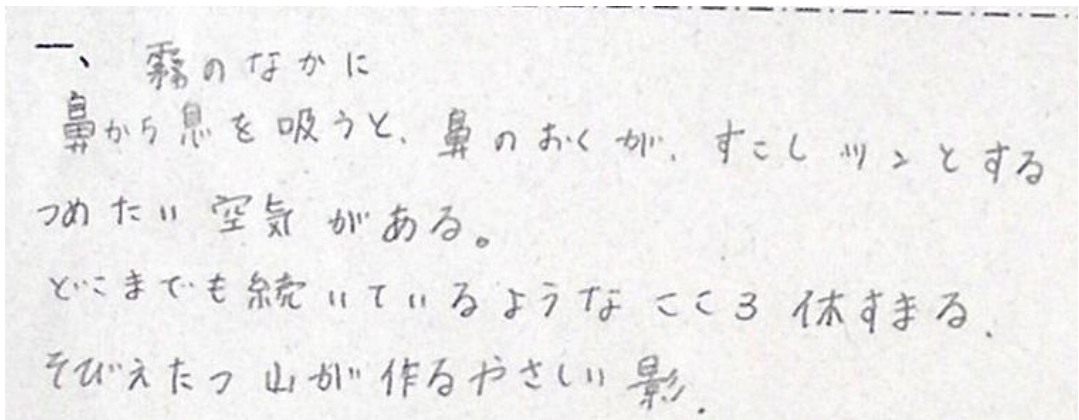 一、 霧のなかに
鼻から息を吸うと、鼻のおくが、すこしツンとする
つめたい空気がある。
どこまでも続いているようなこころ休すまる、
そびえたつ山が作るやさしい影、